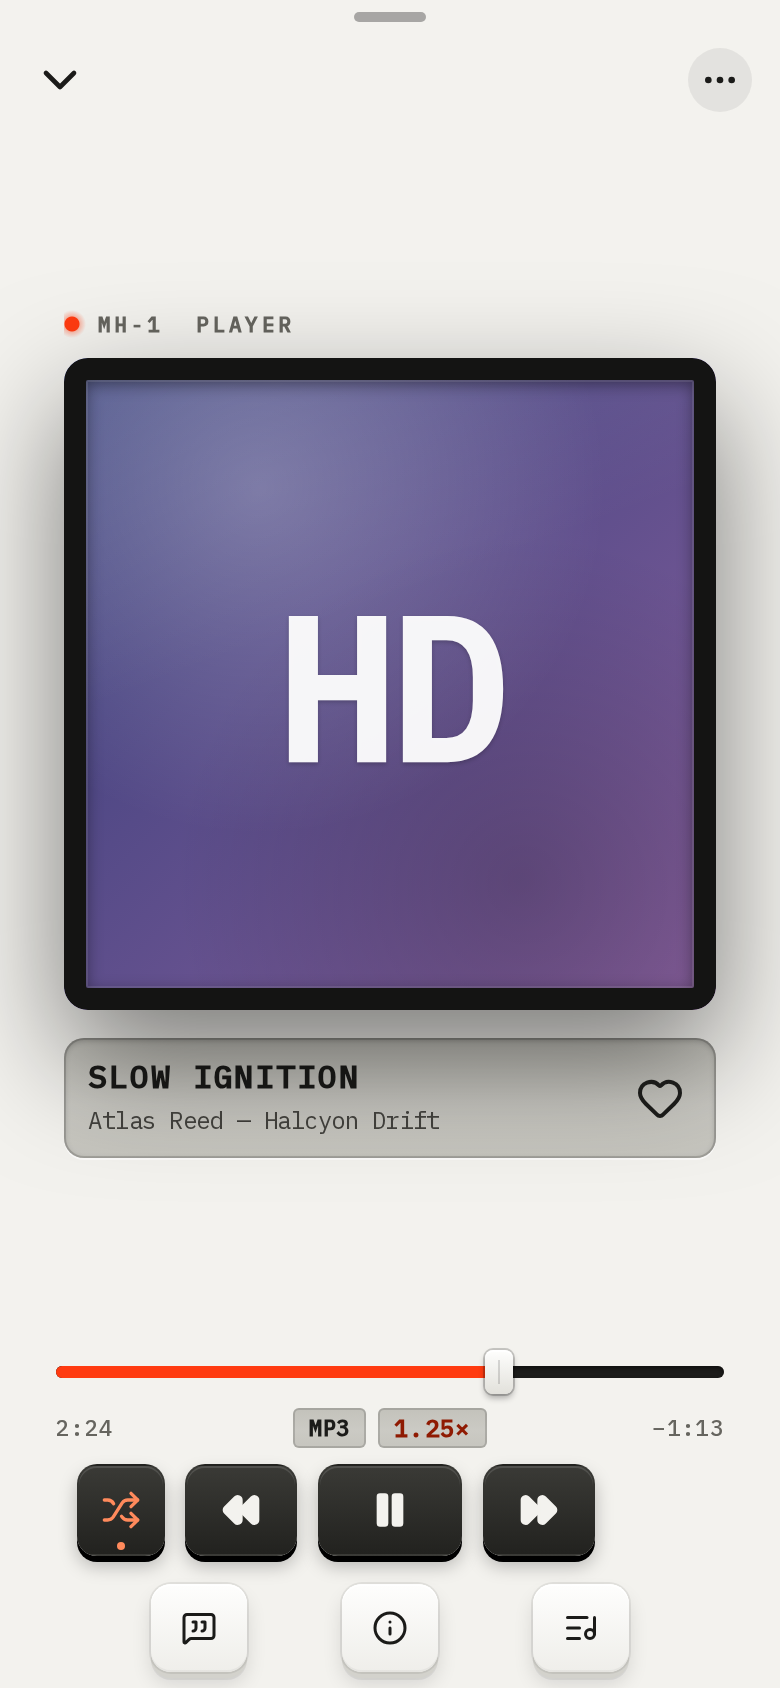 MH-1 PLAYER
HD
SLOW IGNITION
Atlas Reed — Halcyon Drift
2:24 MP3 1.25× −1:13